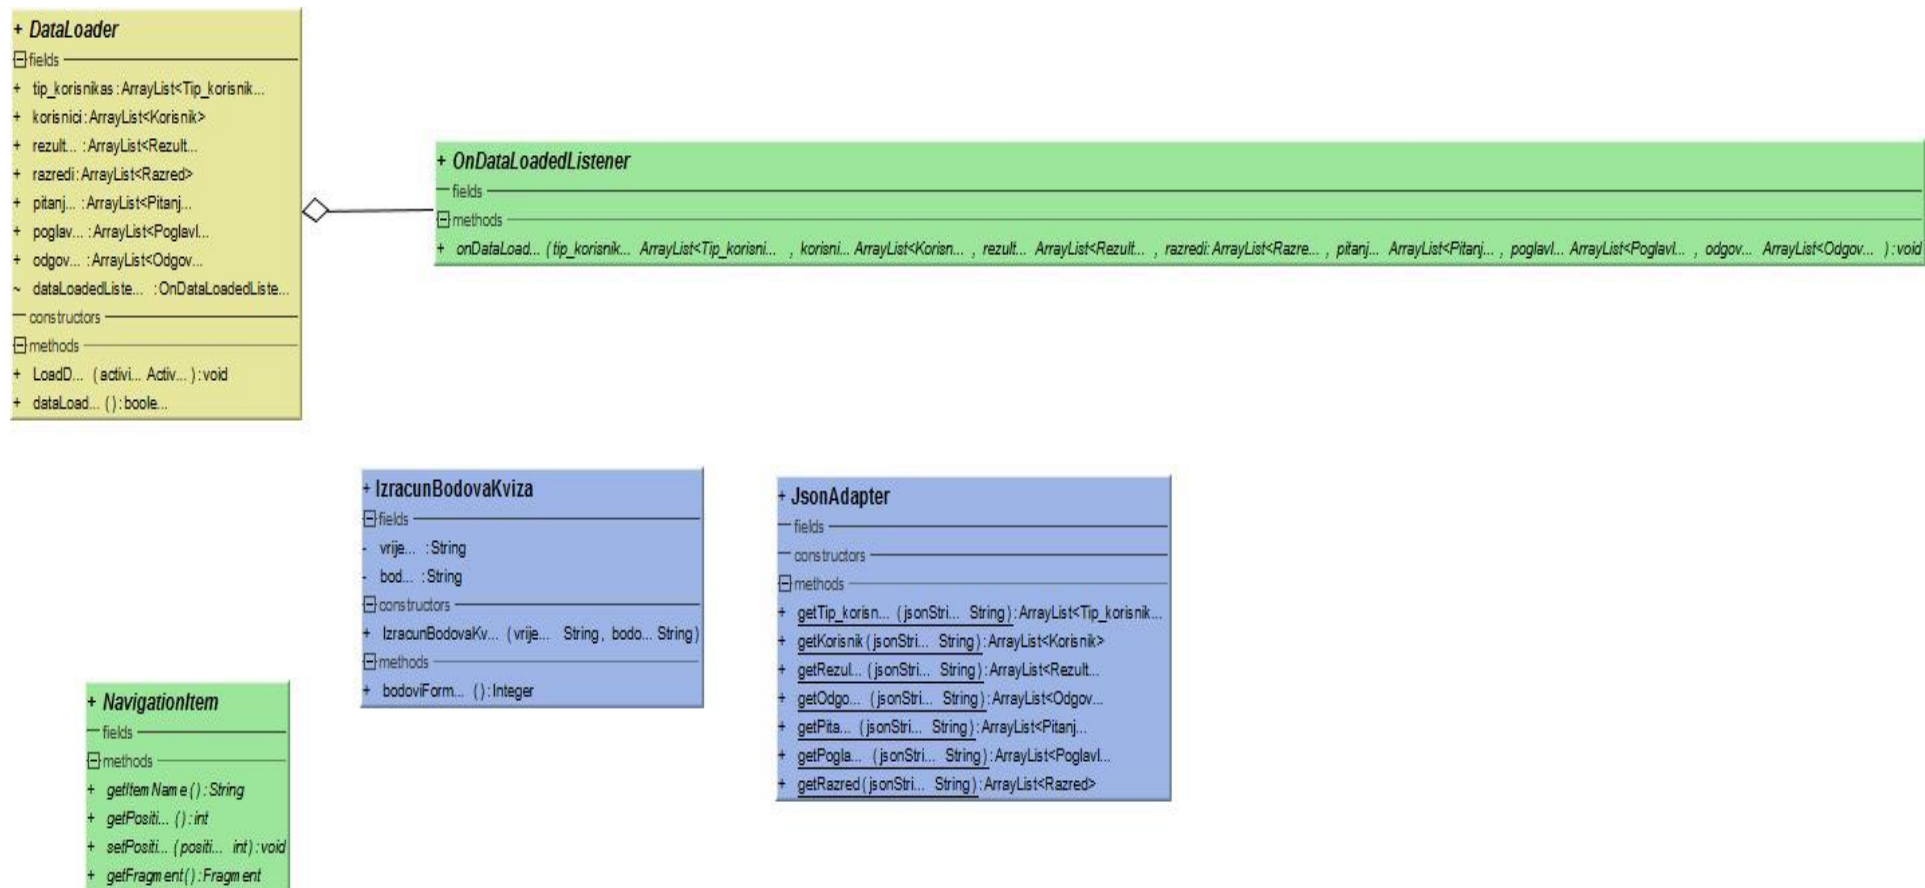 + DataLoader
fields
+ tip_korisnikas : ArrayList<Tip_korisnik...
+ korisnici : ArrayList<Korisnik>
+ rezult... : ArrayList<Rezult...
+ razredi : ArrayList<Razred>
+ pitanj... : ArrayList<Pitanj...
+ poglav... : ArrayList<Poglavl...
+ odgov... : ArrayList<Odgov...
~ dataLoadedListe... : OnDataLoadedListe...
constructors
methods
+ LoadD... ( activi... Activ... ) : void
+ dataLoad... () : boole...
+ OnDataLoadedListener
fields
methods
+ onDataLoad... ( tip_korisnik... ArrayList<Tip_korisni... , korisni... ArrayList<Korisn... , rezult... ArrayList<Rezult... , razredi: ArrayList<Razre... , pitanj... ArrayList<Pitanj... , poglavl... ArrayList<Poglavl... , odgov... ArrayList<Odgov... ) : void
+ IzracunBodovaKviza
fields
- vrije... : String
- bod... : String
constructors
+ IzracunBodovaKv... ( vrije... String , bodo... String )
methods
+ bodoviForm... () : Integer
+ JsonAdapter
fields
constructors
methods
+ getTip_korisn... ( jsonStri... String ) : ArrayList<Tip_korisnik...
+ getKorisnik ( jsonStri... String ) : ArrayList<Korisnik>
+ getRezul... ( jsonStri... String ) : ArrayList<Rezult...
+ getOdgo... ( jsonStri... String ) : ArrayList<Odgov...
+ getPita... ( jsonStri... String ) : ArrayList<Pitanj...
+ getPogla... ( jsonStri... String ) : ArrayList<Poglavl...
+ getRazred ( jsonStri... String ) : ArrayList<Razred>
+ NavigationItem
fields
methods
+ getItemName () : String
+ getPositi... () : int
+ setPositi... ( positi... int ) : void
+ getFragment () : Fragment